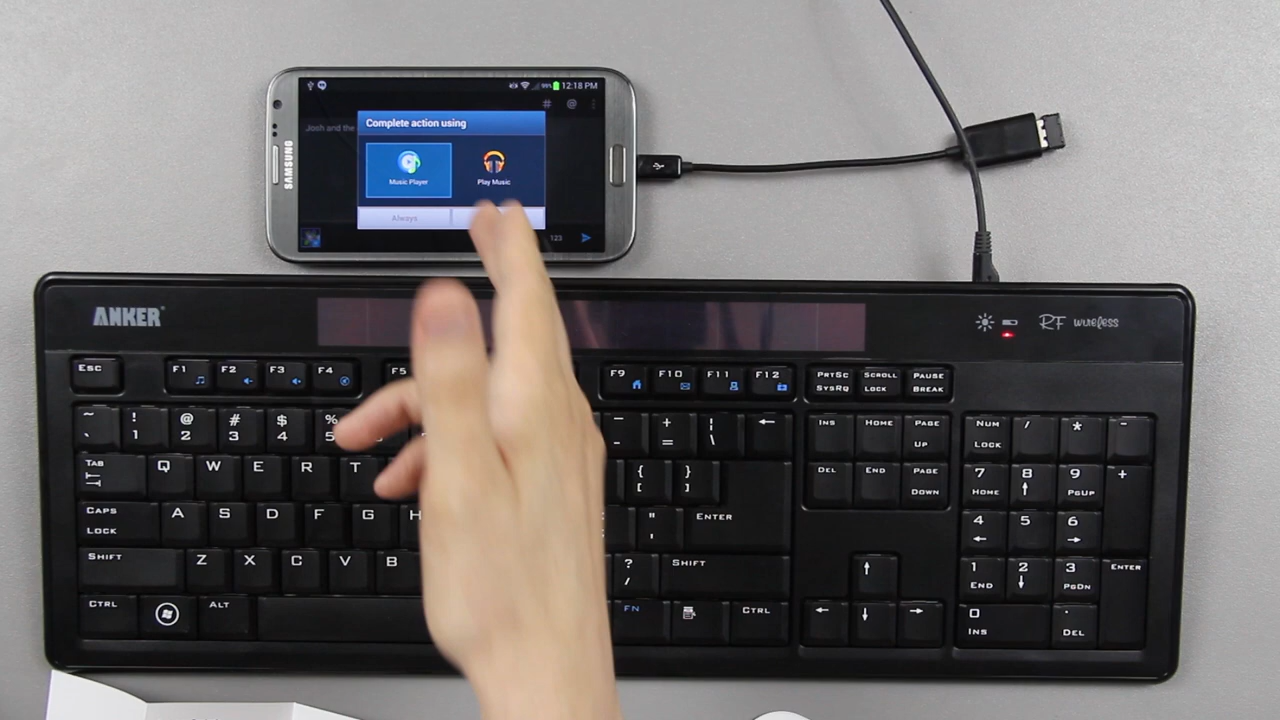 12:18 PM
# @
Josh and the
Complete action using
Music Player Play Music
Always
123
SAMSUNG
ANKER®
RF wireless
Esc F1 F2 F3 F4 F5 F9 F10 F11 F12 PrtSc SysRq Scroll Lock Pause Break
~ ` ! 1 @ 2 # 3 $ 4 % 5 _ - + = | \ Ins Home Page Up Num Lock / * -
Tab Q W E R T { [ } ] Del End Page Down 7 Home 8 9 PgUp +
Caps Lock A S D F G H " ' Enter 4 5 6
Shift Z X C V B ? / Shift 1 End 2 3 PgDn Enter
Ctrl Alt FN Ctrl 0 Ins . Del